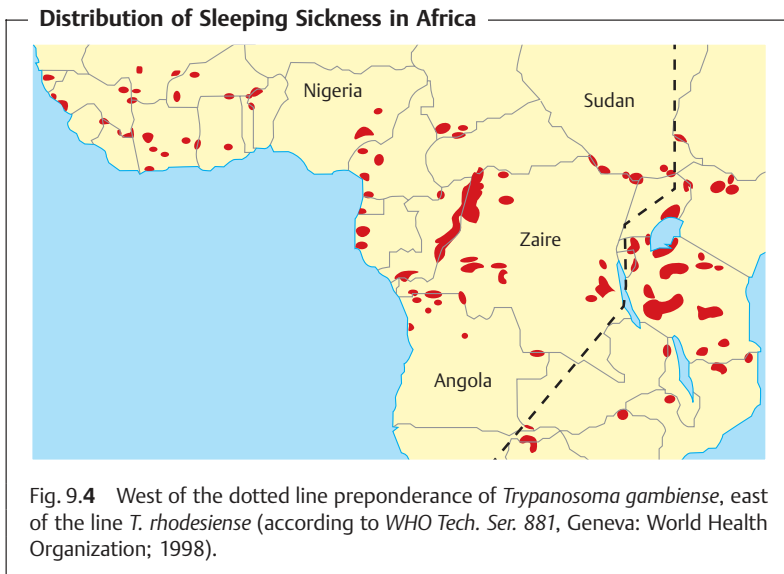 Distribution of Sleeping Sickness in Africa
Nigeria
Sudan
Zaire
Angola
Fig. 9.4 West of the dotted line preponderance of Trypanosoma gambiense, east
of the line T. rhodesiense (according to WHO Tech. Ser. 881, Geneva: World Health
Organization; 1998).